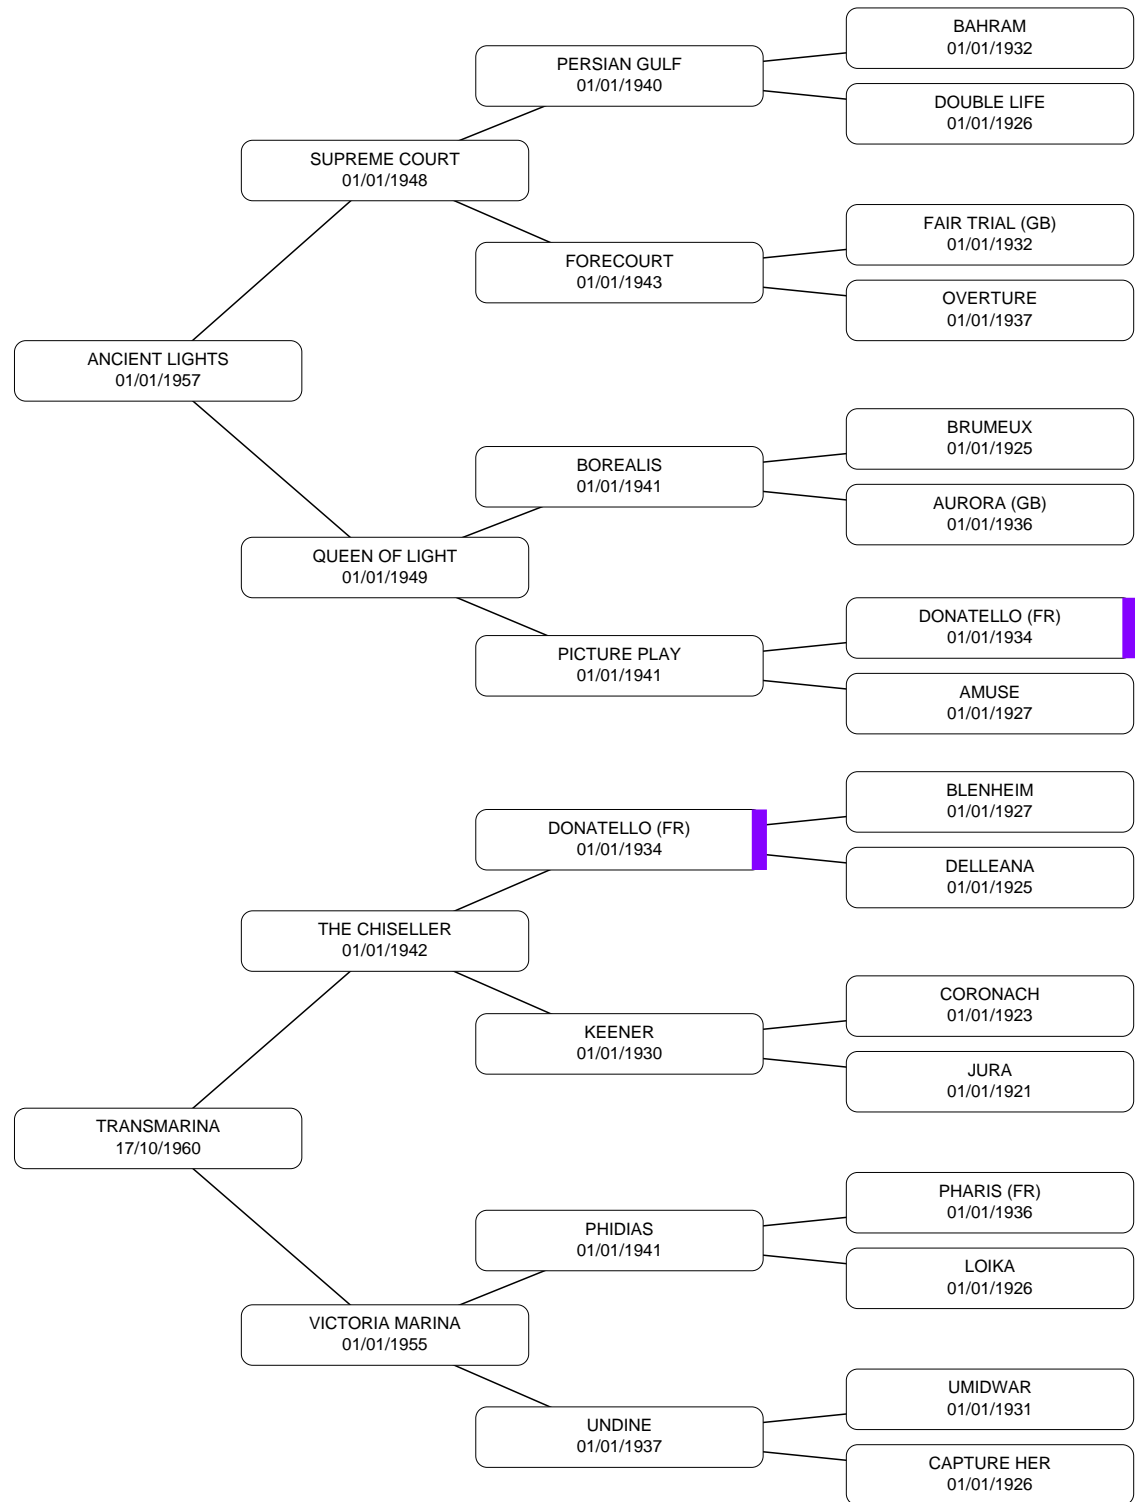 BAHRAM
01/01/1932
PERSIAN GULF
01/01/1940
DOUBLE LIFE
01/01/1926
SUPREME COURT
01/01/1948
FAIR TRIAL (GB)
01/01/1932
FORECOURT
01/01/1943
OVERTURE
01/01/1937
ANCIENT LIGHTS
01/01/1957
BRUMEUX
01/01/1925
BOREALIS
01/01/1941
AURORA (GB)
01/01/1936
QUEEN OF LIGHT
01/01/1949
DONATELLO (FR)
01/01/1934
PICTURE PLAY
01/01/1941
AMUSE
01/01/1927
BLENHEIM
01/01/1927
DONATELLO (FR)
01/01/1934
DELLEANA
01/01/1925
THE CHISELLER
01/01/1942
CORONACH
01/01/1923
KEENER
01/01/1930
JURA
01/01/1921
TRANSMARINA
17/10/1960
PHARIS (FR)
01/01/1936
PHIDIAS
01/01/1941
LOIKA
01/01/1926
VICTORIA MARINA
01/01/1955
UMIDWAR
01/01/1931
UNDINE
01/01/1937
CAPTURE HER
01/01/1926